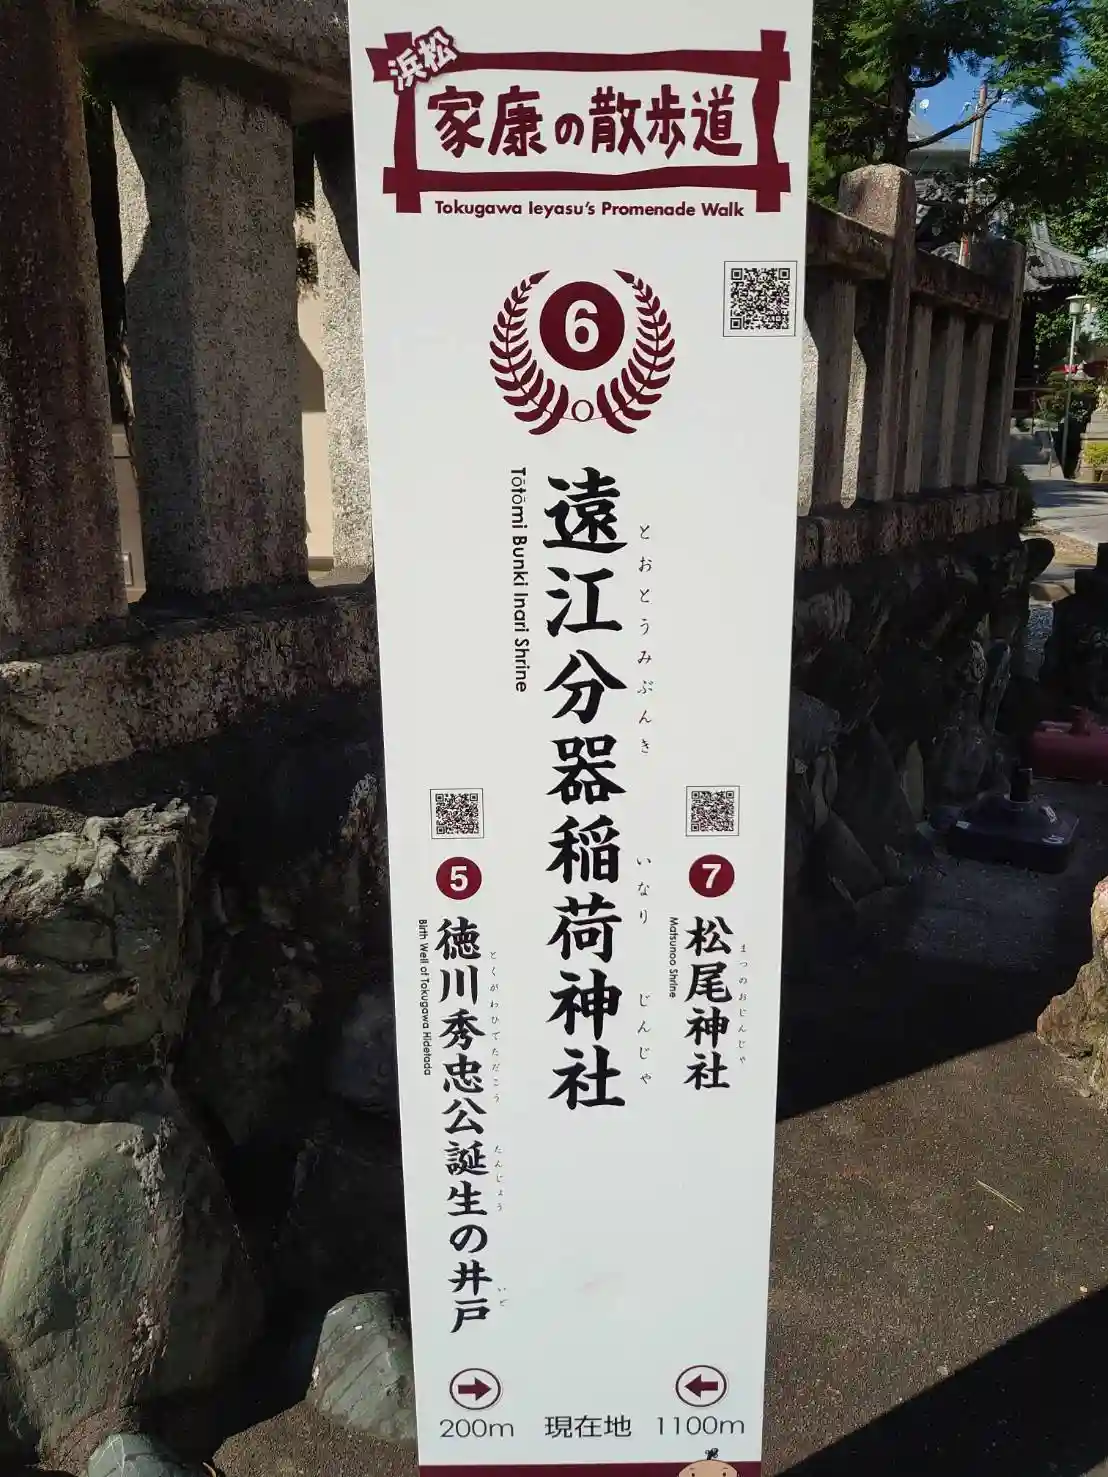 浜松
家康の散歩道
Tokugawa Ieyasu's Promenade Walk
6
とおとうみぶんき いなり じんじゃ
遠江分器稲荷神社
Tōtōmi Bunki Inari Shrine
7
まつのおじんじゃ
松尾神社
Matsunoo Shrine
5
とくがわひでただこう たんじょう いど
徳川秀忠公誕生の井戸
Birth Well of Tokugawa Hidetada
200m 現在地 1100m